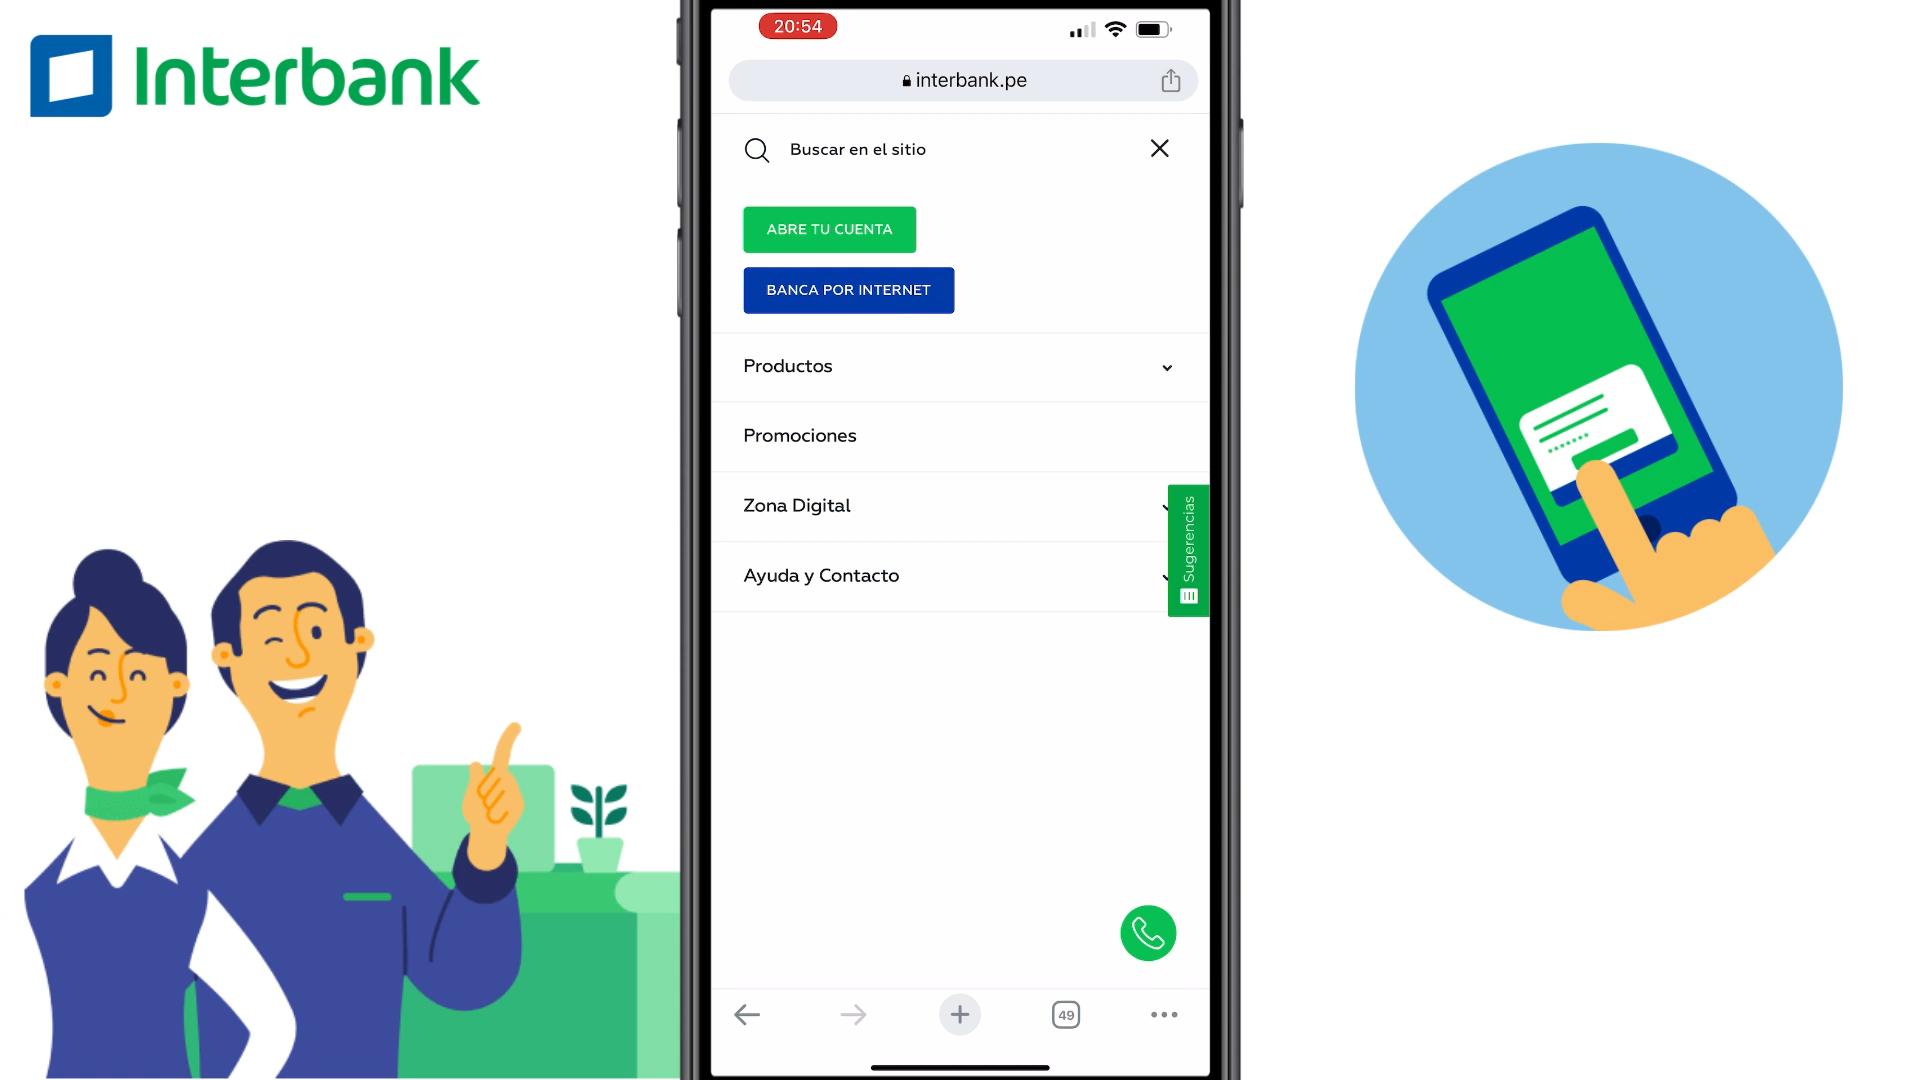 Interbank
20:54
interbank.pe
Buscar en el sitio
ABRE TU CUENTA
BANCA POR INTERNET
Productos
Promociones
Zona Digital
Sugerencias
Ayuda y Contacto
49